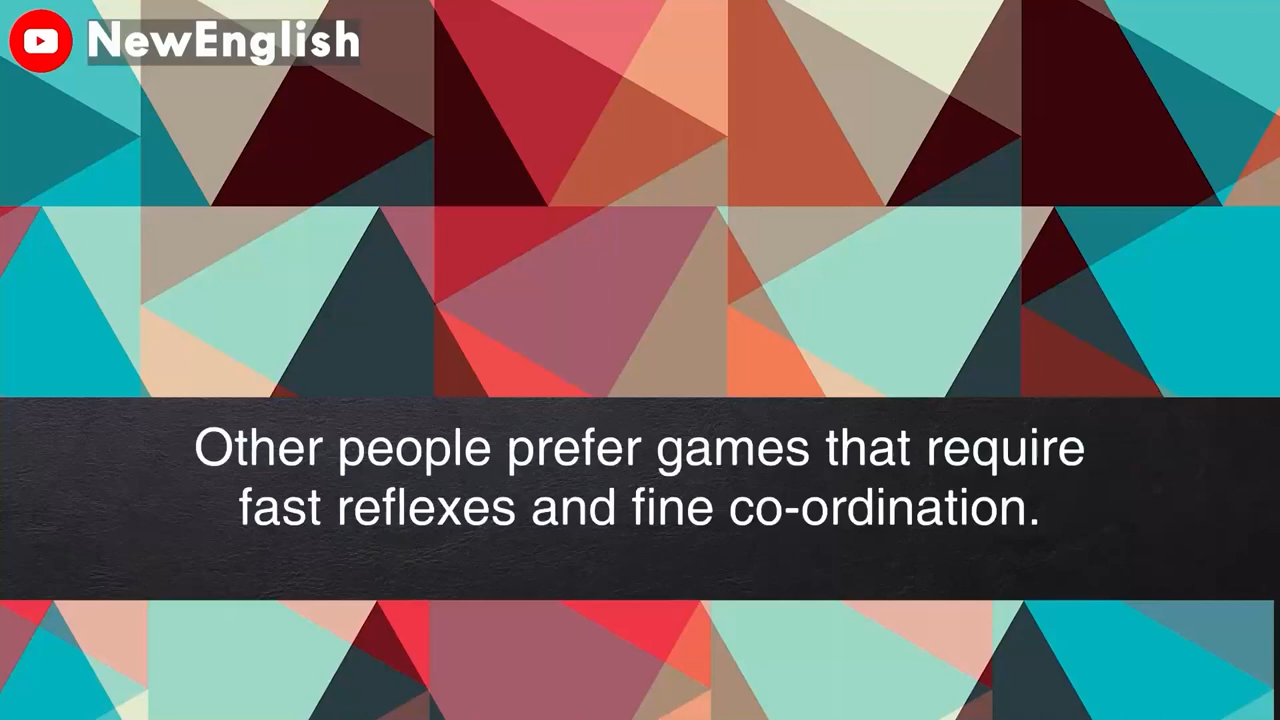 NewEnglish
Other people prefer games that require
fast reflexes and fine co-ordination.